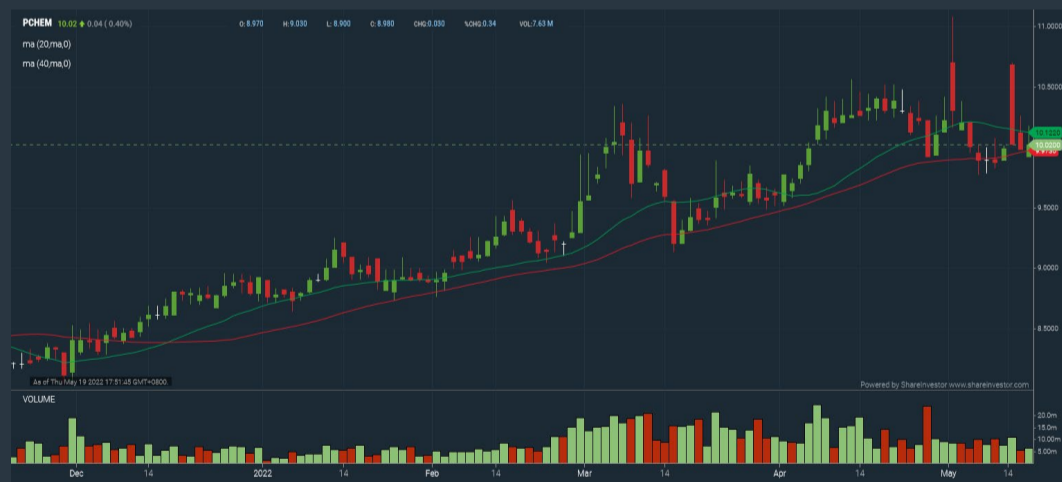 PCHEM 10.02 0.04 ( 0.40%) O: 8.970 H: 9.030 L: 8.900 C: 8.980 CHG:0.030 %CHG:0.34 VOL:7.63 M
ma (20,ma,0)
ma (40,ma,0)
11.0000
10.5000
10.1220
10.0200
9.5000
9.0000
8.5000
As of Thu May 19 2022 17:51:45 GMT+0800.
Powered by ShareInvestor www.shareinvestor.com
VOLUME
20.0m
15.0m
10.00m
5.00m
Dec 14 2022 14 Feb 14 Mar 14 Apr 14 May 14